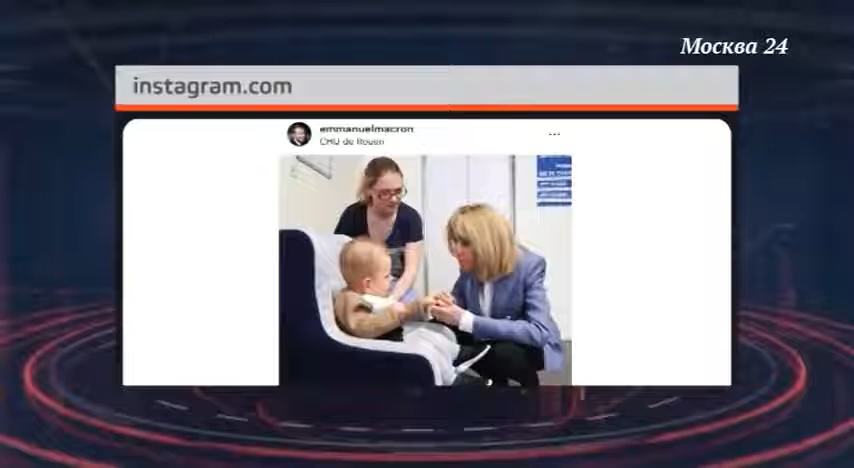 Москва 24
instagram.com
emmanuelmacron
CHU de Rouen